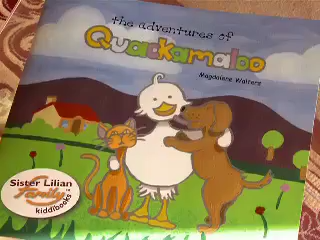 the adventures of
Quackamaloo
Magdalene Walters
Sister Lilian
kiddibooks